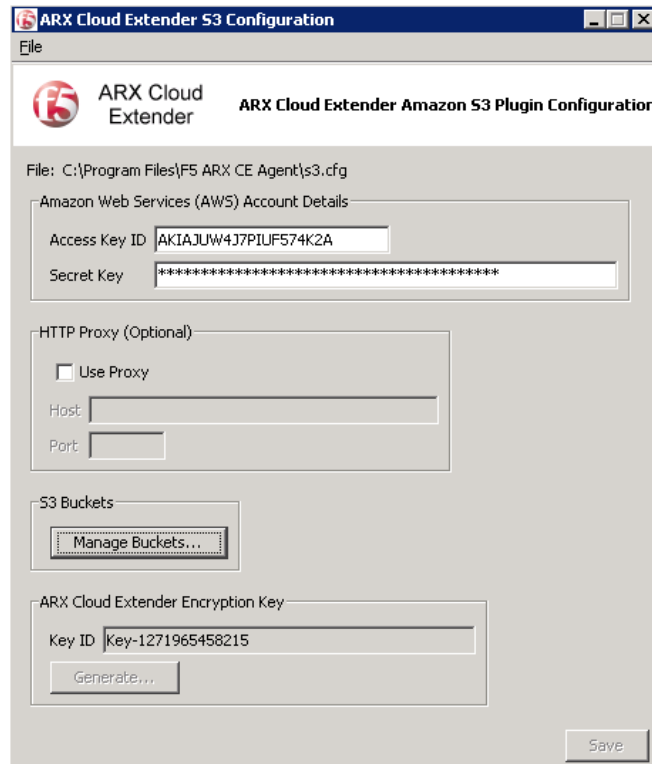 ARX Cloud Extender S3 Configuration
File
f5
ARX Cloud
Extender
ARX Cloud Extender Amazon S3 Plugin Configuration
File: C:\Program Files\F5 ARX CE Agent\s3.cfg
Amazon Web Services (AWS) Account Details
Access Key ID AKIAJUW4J7PIUF574K2A
Secret Key ****************************************
HTTP Proxy (Optional)
Use Proxy
Host
Port
S3 Buckets
Manage Buckets...
ARX Cloud Extender Encryption Key
Key ID Key-1271965458215
Generate...
Save